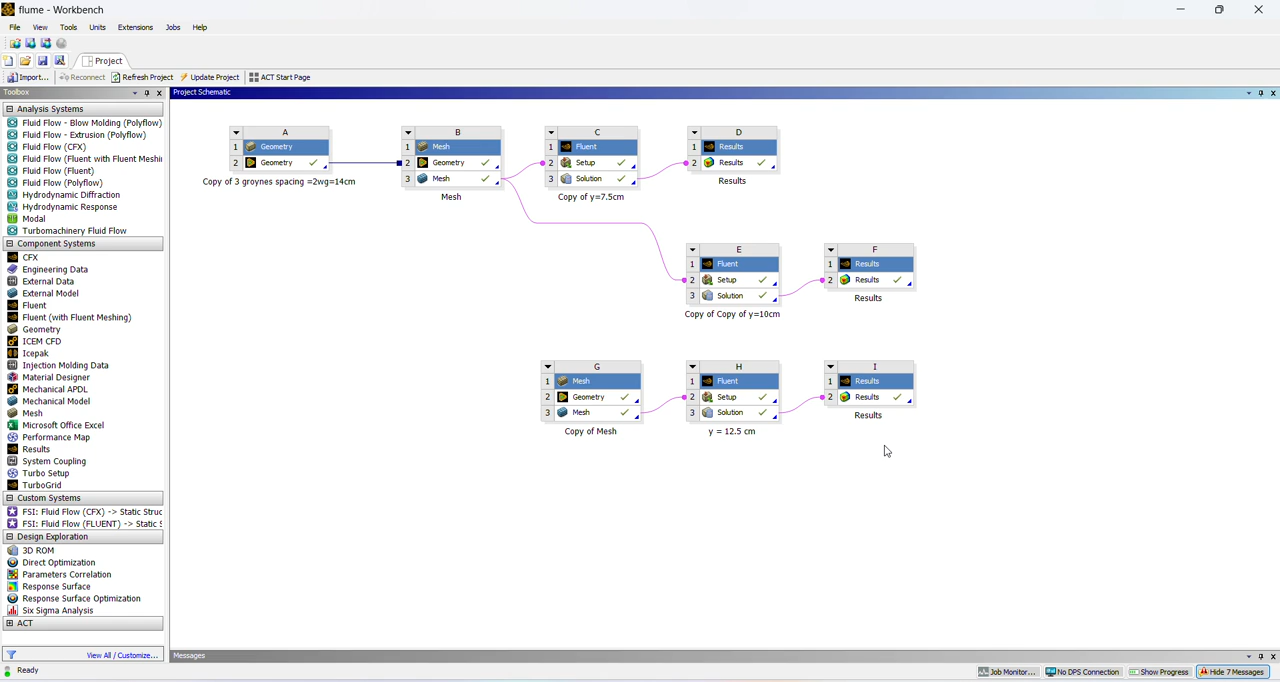 flume - Workbench
File View Tools Units Extensions Jobs Help
Project
Import... Reconnect Refresh Project Update Project ACT Start Page
Toolbox
Analysis Systems
Fluid Flow - Blow Molding (Polyflow)
Fluid Flow - Extrusion (Polyflow)
Fluid Flow (CFX)
Fluid Flow (Fluent with Fluent Meshin
Fluid Flow (Fluent)
Fluid Flow (Polyflow)
Hydrodynamic Diffraction
Hydrodynamic Response
Modal
Turbomachinery Fluid Flow
Component Systems
CFX
Engineering Data
External Data
External Model
Fluent
Fluent (with Fluent Meshing)
Geometry
ICEM CFD
Icepak
Injection Molding Data
Material Designer
Mechanical APDL
Mechanical Model
Mesh
Microsoft Office Excel
Performance Map
Results
System Coupling
Turbo Setup
TurboGrid
Custom Systems
FSI: Fluid Flow (CFX) -> Static Struc
FSI: Fluid Flow (FLUENT) -> Static S
Design Exploration
3D ROM
Direct Optimization
Parameters Correlation
Response Surface
Response Surface Optimization
Six Sigma Analysis
ACT
View All / Customize...
Project Schematic
A
1 Geometry
2 Geometry
Copy of 3 groynes spacing =2wg=14cm
B
1 Mesh
2 Geometry
3 Mesh
Mesh
C
1 Fluent
2 Setup
3 Solution
Copy of y=7.5cm
D
1 Results
2 Results
Results
E
1 Fluent
2 Setup
3 Solution
Copy of Copy of y=10cm
F
1 Results
2 Results
Results
G
1 Mesh
2 Geometry
3 Mesh
Copy of Mesh
H
1 Fluent
2 Setup
3 Solution
y = 12.5 cm
I
1 Results
2 Results
Results
Messages
Ready
Job Monitor... No DPS Connection Show Progress Hide 7 Messages